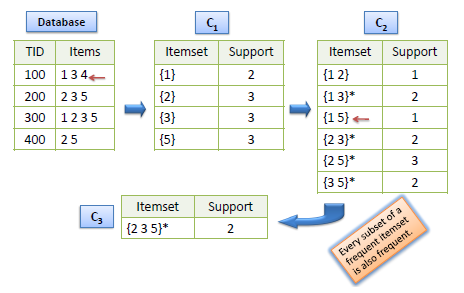 Database
TID Items
100 1 3 4
200 2 3 5
300 1 2 3 5
400 2 5
C1
Itemset Support
{1} 2
{2} 3
{3} 3
{5} 3
C2
Itemset Support
{1 2} 1
{1 3}* 2
{1 5} 1
{2 3}* 2
{2 5}* 3
{3 5}* 2
C3
Itemset Support
{2 3 5}* 2
Every subset of a
frequent itemset
is also frequent.